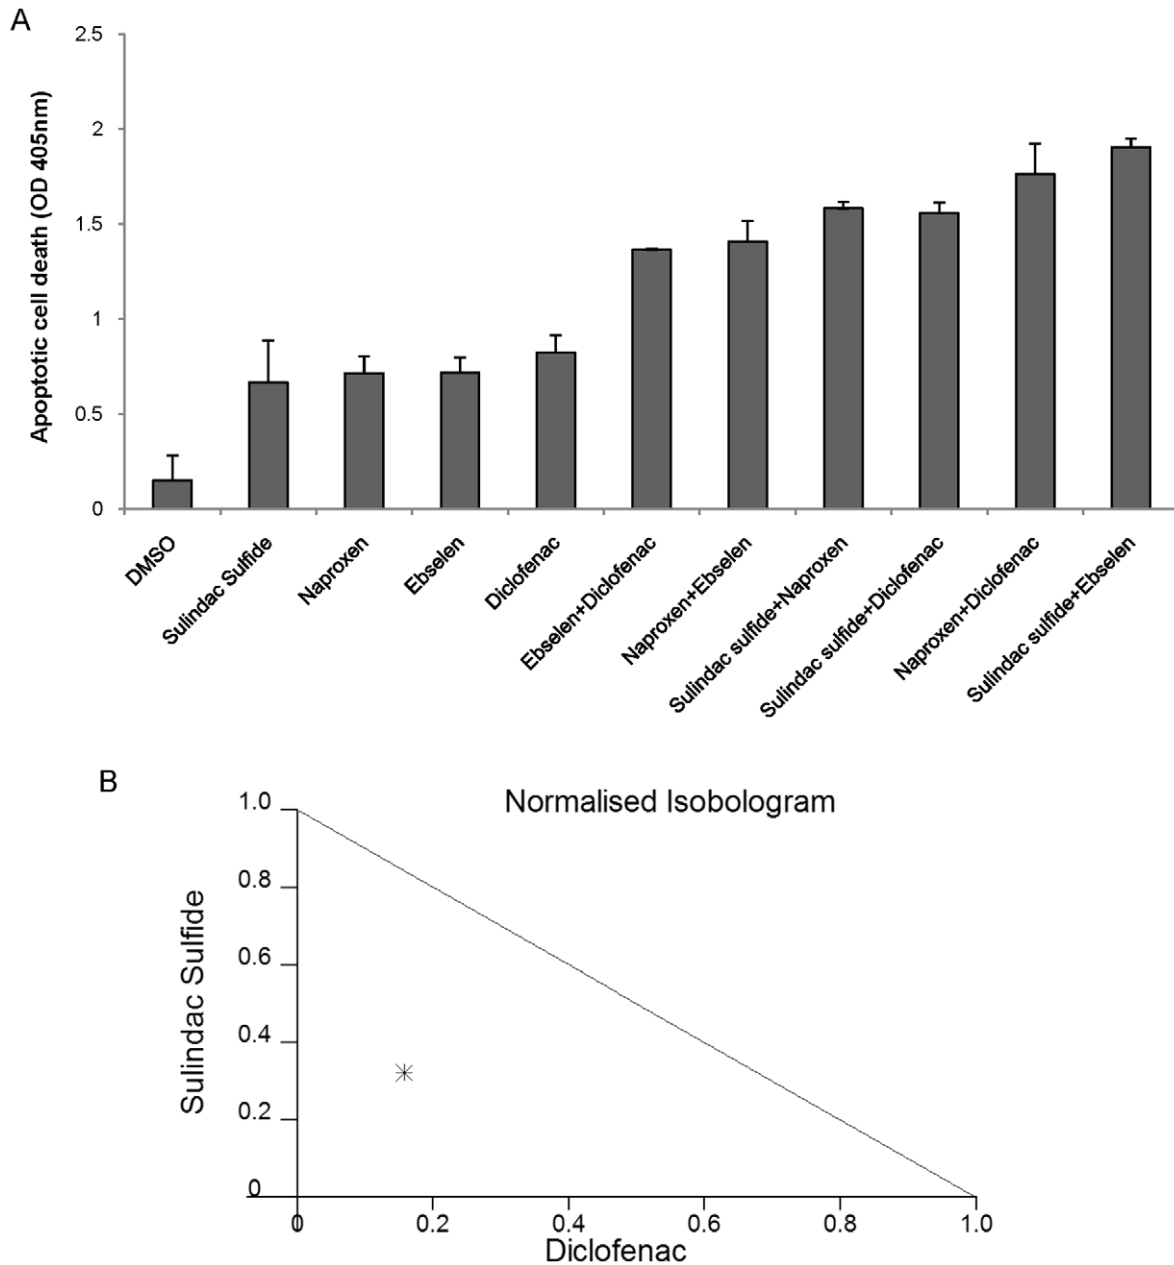 A
Apoptotic cell death (OD 405nm)
2.5
2
1.5
1
0.5
0
DMSO
Sulindac Sulfide
Naproxen
Ebselen
Diclofenac
Ebselen+Diclofenac
Naproxen+Ebselen
Sulindac sulfide+Naproxen
Sulindac sulfide+Diclofenac
Naproxen+Diclofenac
Sulindac sulfide+Ebselen
B
Normalised Isobologram
Sulindac Sulfide
1.0
0.8
0.6
0.4
0.2
0
0 0.2 0.4 0.6 0.8 1.0
Diclofenac